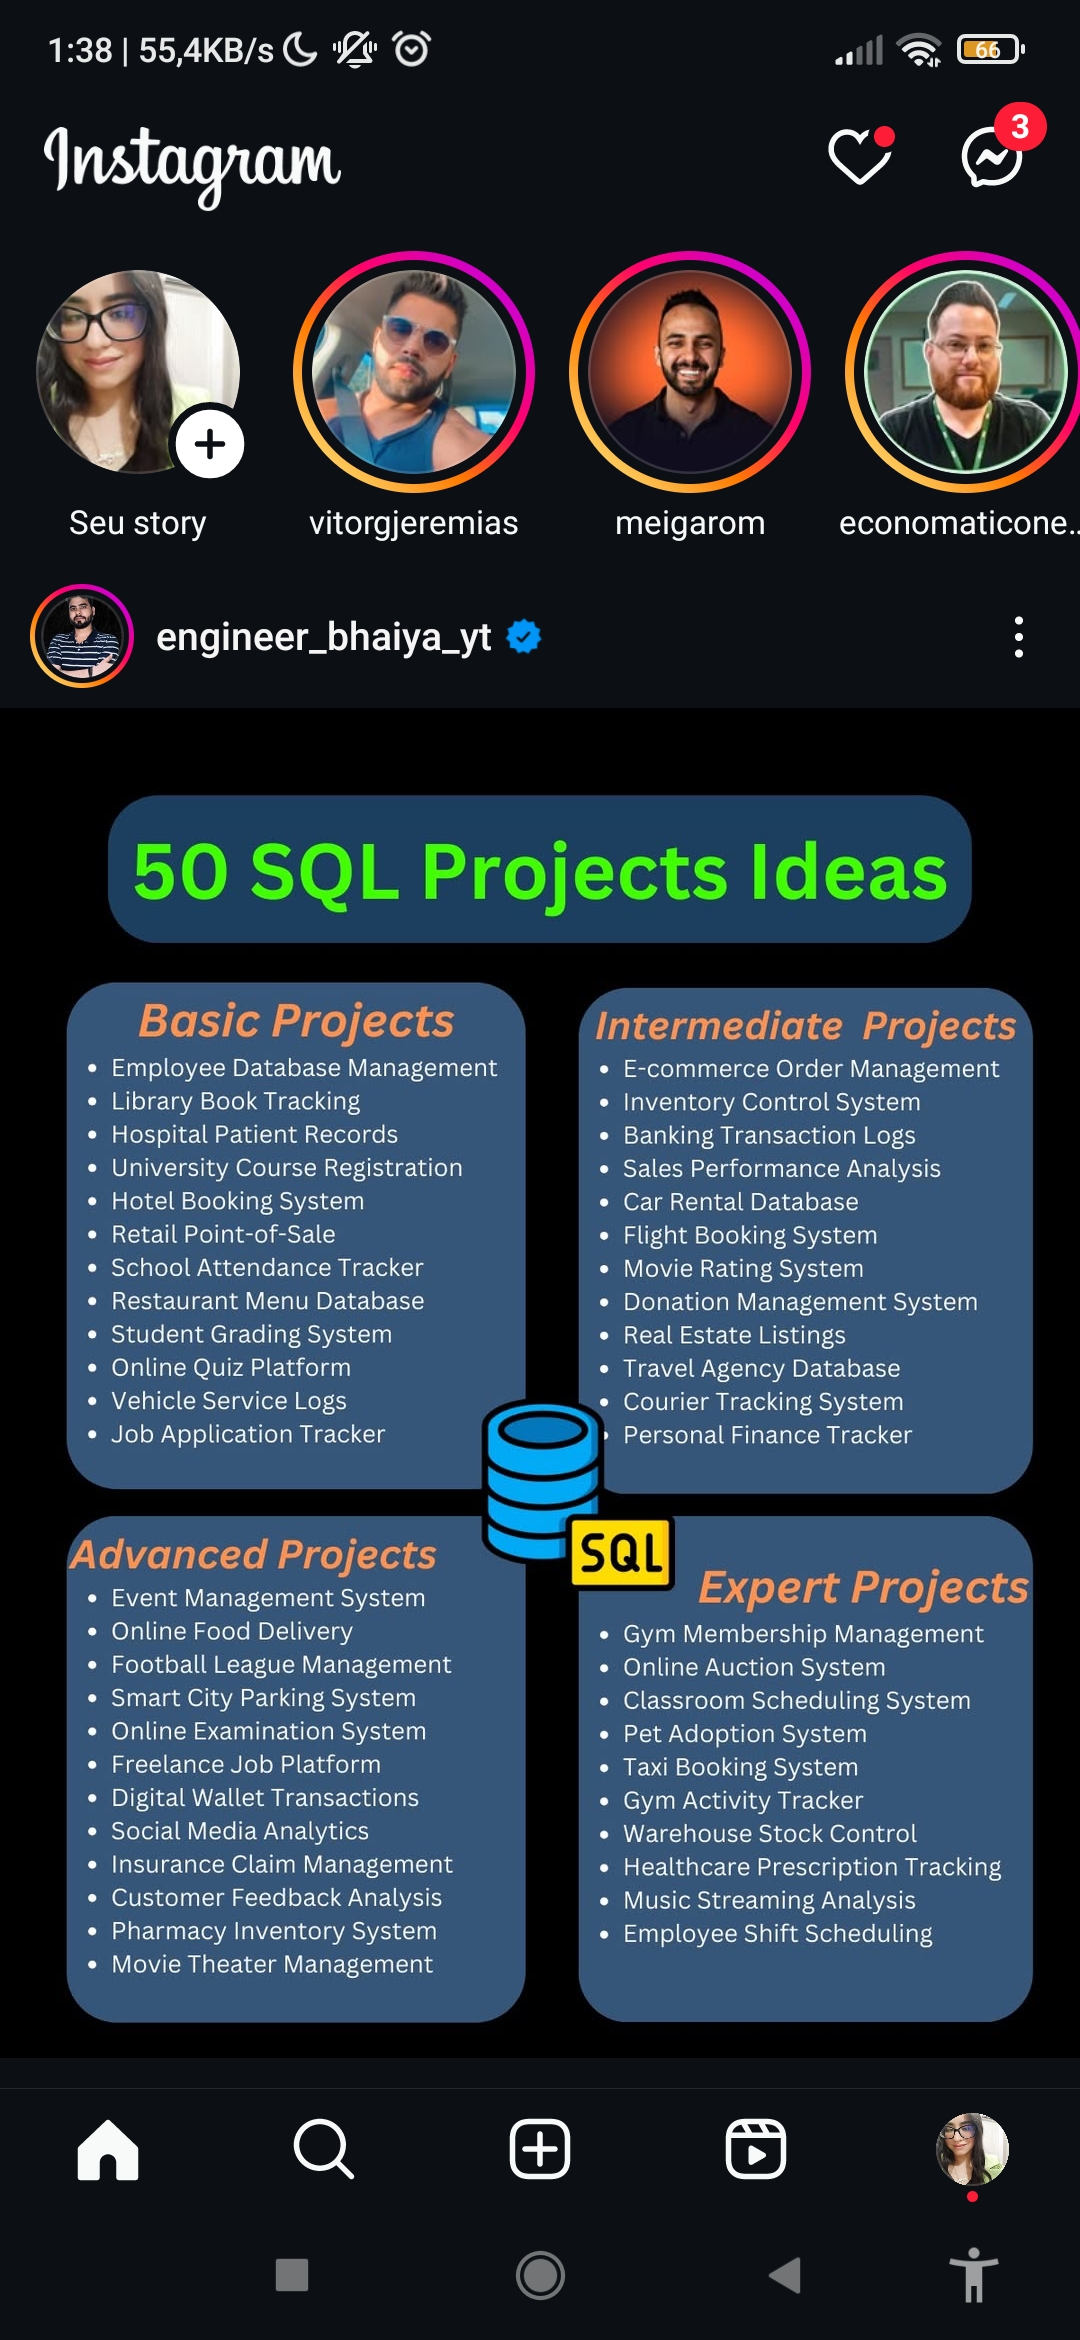 1:38 | 55,4KB/s
66
Instagram
3
Seu story
vitorgjeremias
meigarom
economaticone...
engineer_bhaiya_yt
50 SQL Projects Ideas
Basic Projects
• Employee Database Management
• Library Book Tracking
• Hospital Patient Records
• University Course Registration
• Hotel Booking System
• Retail Point-of-Sale
• School Attendance Tracker
• Restaurant Menu Database
• Student Grading System
• Online Quiz Platform
• Vehicle Service Logs
• Job Application Tracker
Intermediate Projects
• E-commerce Order Management
• Inventory Control System
• Banking Transaction Logs
• Sales Performance Analysis
• Car Rental Database
• Flight Booking System
• Movie Rating System
• Donation Management System
• Real Estate Listings
• Travel Agency Database
• Courier Tracking System
• Personal Finance Tracker
SQL
Advanced Projects
• Event Management System
• Online Food Delivery
• Football League Management
• Smart City Parking System
• Online Examination System
• Freelance Job Platform
• Digital Wallet Transactions
• Social Media Analytics
• Insurance Claim Management
• Customer Feedback Analysis
• Pharmacy Inventory System
• Movie Theater Management
Expert Projects
• Gym Membership Management
• Online Auction System
• Classroom Scheduling System
• Pet Adoption System
• Taxi Booking System
• Gym Activity Tracker
• Warehouse Stock Control
• Healthcare Prescription Tracking
• Music Streaming Analysis
• Employee Shift Scheduling